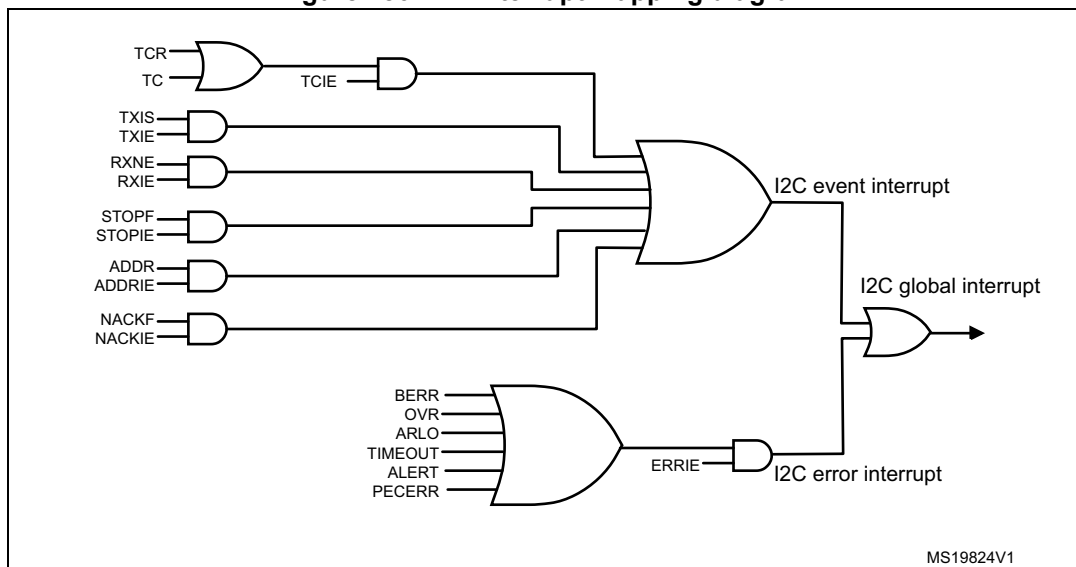 TCR
TC
TCIE
TXIS
TXIE
RXNE
RXIE
STOPF
STOPIE
ADDR
ADDRIE
NACKF
NACKIE
I2C event interrupt
I2C global interrupt
BERR
OVR
ARLO
TIMEOUT
ALERT
PECERR
ERRIE
I2C error interrupt
MS19824V1